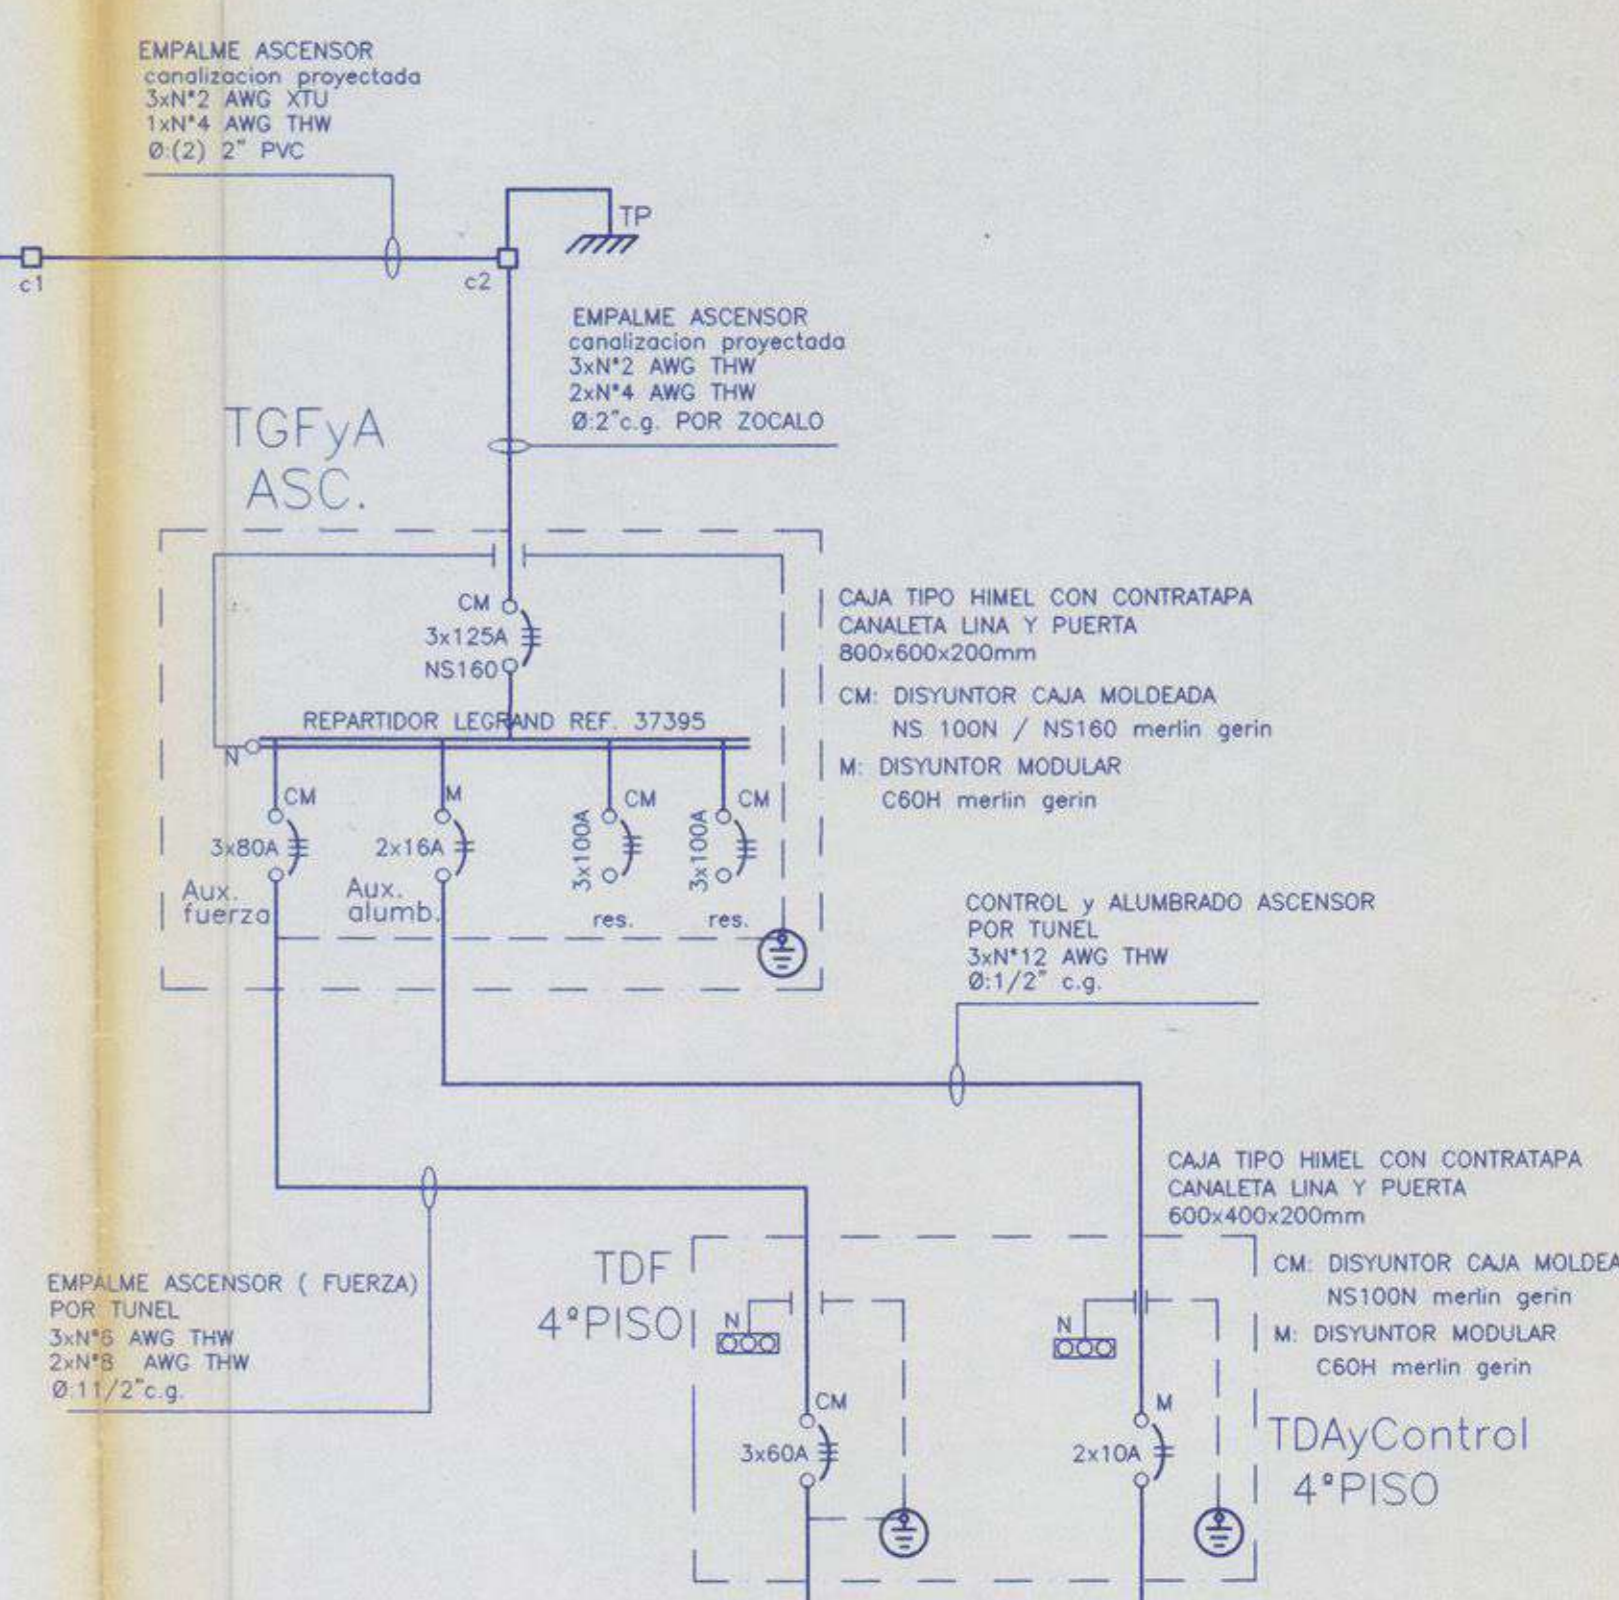 EMPALME ASCENSOR
canalizacion proyectada
3xN°2 AWG XTU
1xN°4 AWG THW
Ø:(2) 2" PVC
TP
c1
c2
EMPALME ASCENSOR
canalizacion proyectada
3xN°2 AWG THW
2xN°4 AWG THW
Ø:2"c.g. POR ZOCALO
TGFyA
ASC.
CM
3x125A
NS160
REPARTIDOR LEGRAND REF. 37395
N
CM
3x80A
Aux.
fuerza
M
2x16A
Aux.
alumb.
CM
3x100A
res.
CM
3x100A
res.
CAJA TIPO HIMEL CON CONTRATAPA
CANALETA LINA Y PUERTA
800x600x200mm
CM: DISYUNTOR CAJA MOLDEADA
NS 100N / NS160 merlin gerin
M: DISYUNTOR MODULAR
C60H merlin gerin
CONTROL y ALUMBRADO ASCENSOR
POR TUNEL
3xN°12 AWG THW
Ø:1/2" c.g.
EMPALME ASCENSOR ( FUERZA)
POR TUNEL
3xN°6 AWG THW
2xN°8 AWG THW
Ø:11/2"c.g.
CAJA TIPO HIMEL CON CONTRATAPA
CANALETA LINA Y PUERTA
600x400x200mm
CM: DISYUNTOR CAJA MOLDEA
NS100N merlin gerin
M: DISYUNTOR MODULAR
C60H merlin gerin
TDF
4ºPISO
N
CM
3x60A
N
M
2x10A
TDAyControl
4ºPISO